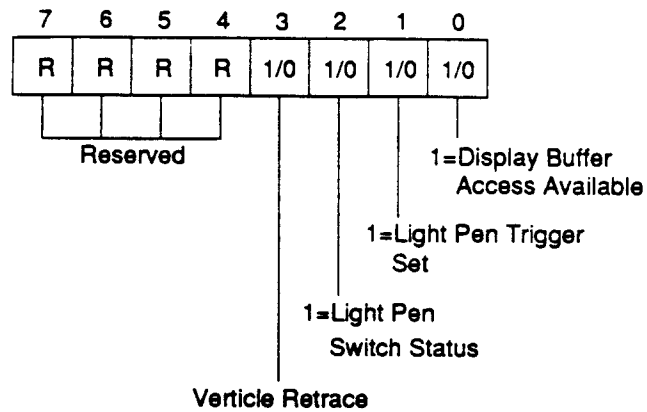 7 6 5 4 3 2 1 0
R R R R 1/0 1/0 1/0 1/0
Reserved
1=Display Buffer
Access Available
1=Light Pen Trigger
Set
1=Light Pen
Switch Status
Verticle Retrace